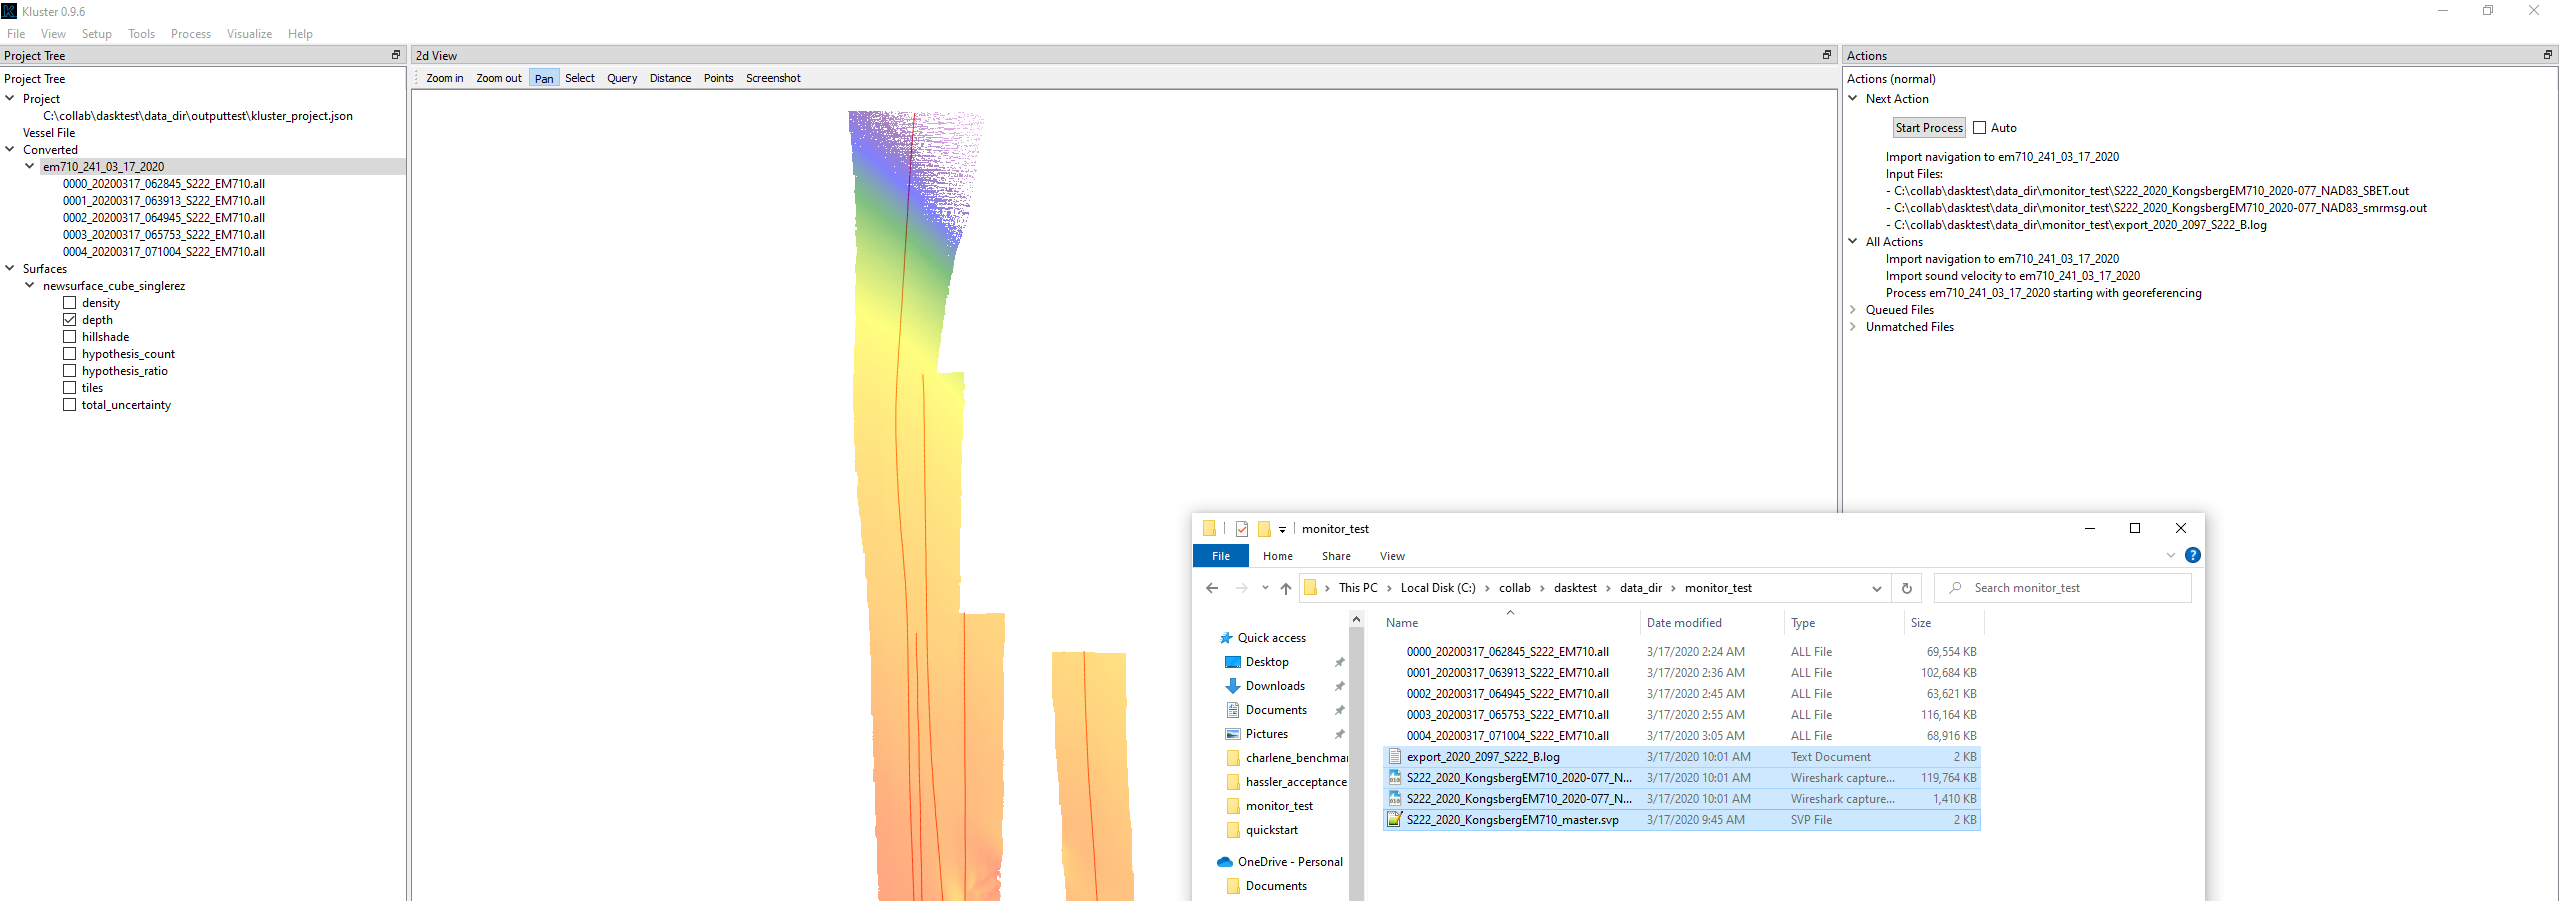 Kluster 0.9.6
File View Setup Tools Process Visualize Help
Project Tree
Project Tree
Project
C:\collab\dasktest\data_dir\outputtest\kluster_project.json
Vessel File
Converted
em710_241_03_17_2020
0000_20200317_062845_S222_EM710.all
0001_20200317_063913_S222_EM710.all
0002_20200317_064945_S222_EM710.all
0003_20200317_065753_S222_EM710.all
0004_20200317_071004_S222_EM710.all
Surfaces
newsurface_cube_singlerez
density
depth
hillshade
hypothesis_count
hypothesis_ratio
tiles
total_uncertainty
2d View
Zoom in Zoom out Pan Select Query Distance Points Screenshot
Actions
Actions (normal)
Next Action
Start Process Auto
Import navigation to em710_241_03_17_2020
Input Files:
- C:\collab\dasktest\data_dir\monitor_test\S222_2020_KongsbergEM710_2020-077_NAD83_SBET.out
- C:\collab\dasktest\data_dir\monitor_test\S222_2020_KongsbergEM710_2020-077_NAD83_smrmsg.out
- C:\collab\dasktest\data_dir\monitor_test\export_2020_2097_S222_B.log
All Actions
Import navigation to em710_241_03_17_2020
Import sound velocity to em710_241_03_17_2020
Process em710_241_03_17_2020 starting with georeferencing
Queued Files
Unmatched Files
monitor_test
File Home Share View
This PC Local Disk (C:) collab dasktest data_dir monitor_test
Search monitor_test
Quick access
Desktop
Downloads
Documents
Pictures
charlene_benchmar
hassler_acceptance
monitor_test
quickstart
OneDrive - Personal
Documents
Name Date modified Type Size
0000_20200317_062845_S222_EM710.all 3/17/2020 2:24 AM ALL File 69,554 KB
0001_20200317_063913_S222_EM710.all 3/17/2020 2:36 AM ALL File 102,684 KB
0002_20200317_064945_S222_EM710.all 3/17/2020 2:45 AM ALL File 63,621 KB
0003_20200317_065753_S222_EM710.all 3/17/2020 2:55 AM ALL File 116,164 KB
0004_20200317_071004_S222_EM710.all 3/17/2020 3:05 AM ALL File 68,916 KB
export_2020_2097_S222_B.log 3/17/2020 10:01 AM Text Document 2 KB
S222_2020_KongsbergEM710_2020-077_N... 3/17/2020 10:01 AM Wireshark capture... 119,764 KB
S222_2020_KongsbergEM710_2020-077_N... 3/17/2020 10:01 AM Wireshark capture... 1,410 KB
S222_2020_KongsbergEM710_master.svp 3/17/2020 9:45 AM SVP File 2 KB